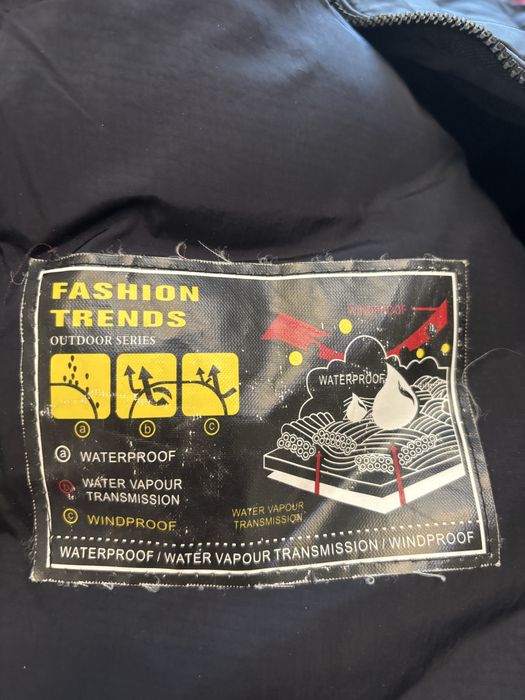 FASHION
TRENDS
OUTDOOR SERIES
a
b
c
a WATERPROOF
b WATER VAPOUR
TRANSMISSION
c WINDPROOF
WINDPROOF
WATERPROOF
WATER VAPOUR
TRANSMISSION
WATERPROOF / WATER VAPOUR TRANSMISSION / WINDPROOF